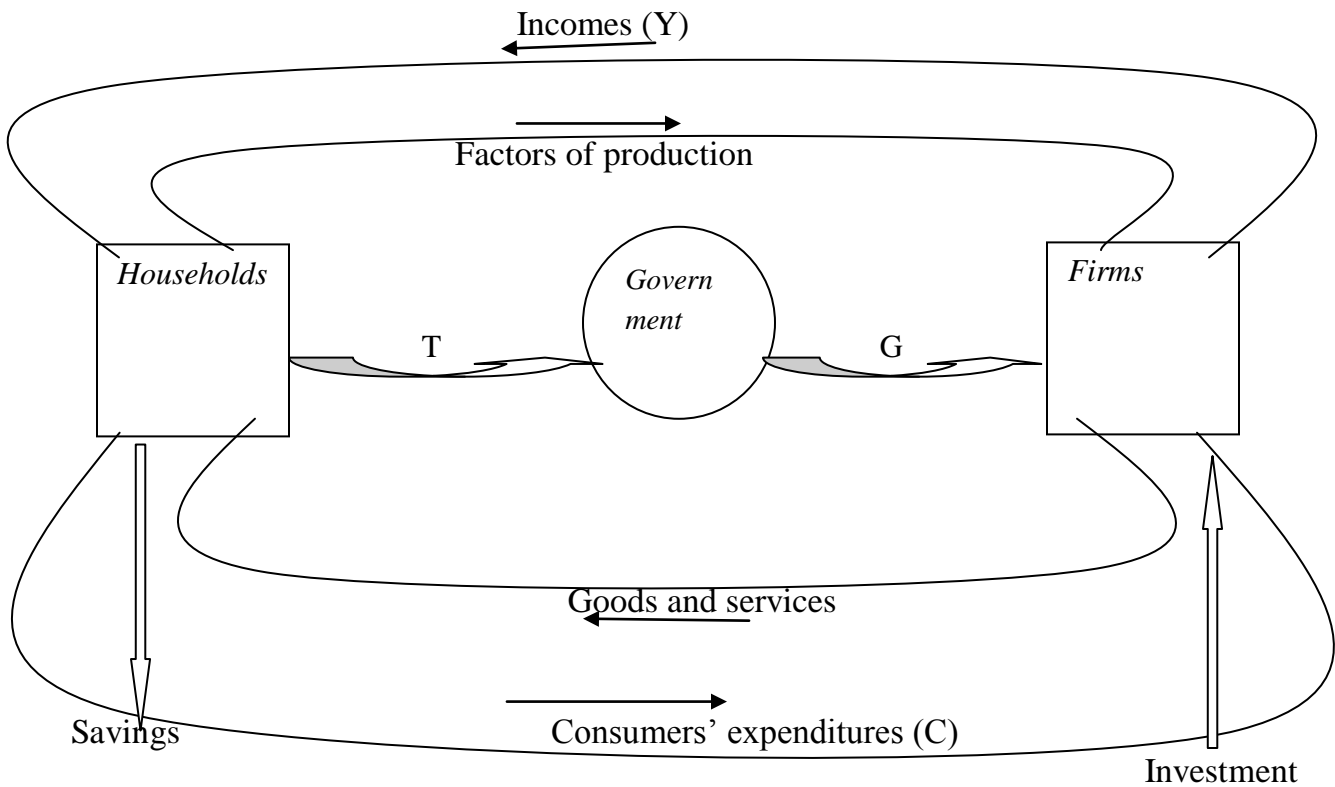 Incomes (Y)
Factors of production
Households
Govern
ment
Firms
T
G
Goods and services
Savings
Consumers’ expenditures (C)
Investment